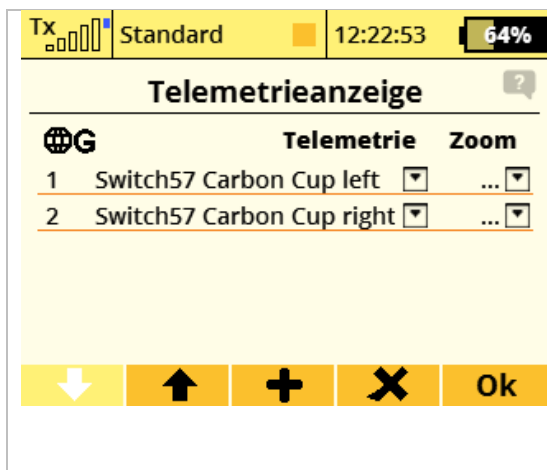 Tx Standard 12:22:53 64%
Telemetrieanzeige ?
G Telemetrie Zoom
1 Switch57 Carbon Cup left ...
2 Switch57 Carbon Cup right ...
Ok